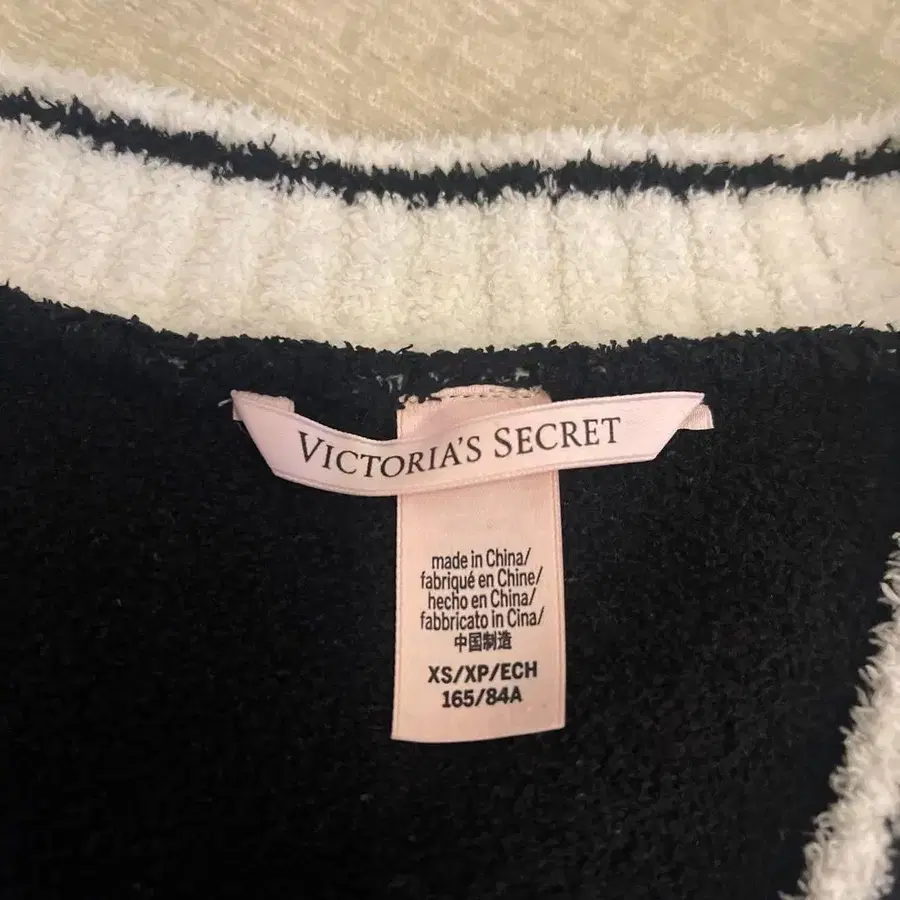 VICTORIA'S SECRET
made in China/
fabriqué en Chine/
hecho en China/
fabbricato in Cina/
中国制造
XS/XP/ECH
165/84A